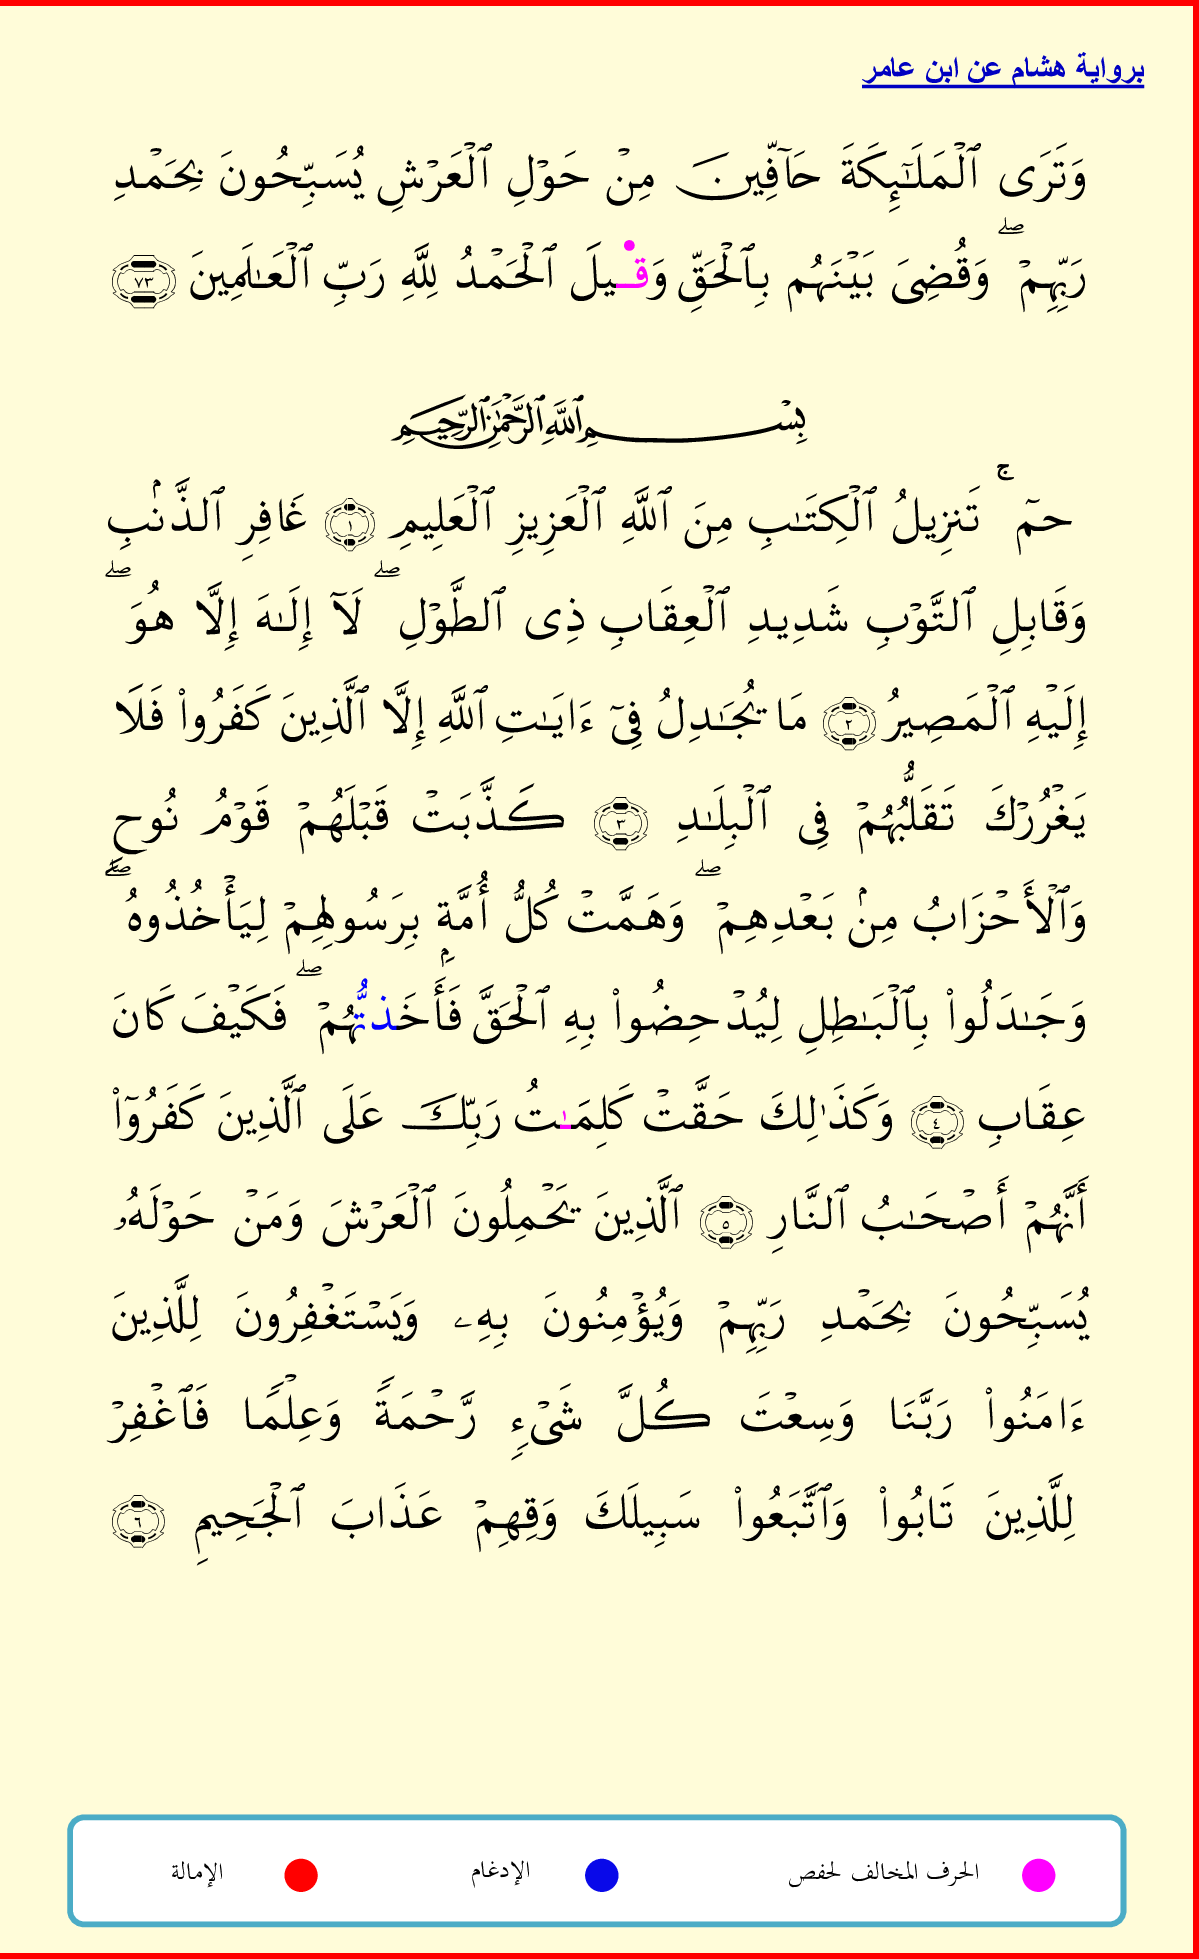 برواية هشام عن ابن عامر
وَتَرَى ٱلْمَلَـٰٓئِكَةَ حَآفِّينَ مِنْ حَوْلِ ٱلْعَرْشِ يُسَبِّحُونَ بِحَمْدِ
رَبِّهِمْ ۖ وَقُضِىَ بَيْنَهُم بِٱلْحَقِّ وَقِيلَ ٱلْحَمْدُ لِلَّهِ رَبِّ ٱلْعَـٰلَمِينَ ٧٣
بِسْمِ ٱللَّهِ ٱلرَّحْمَـٰنِ ٱلرَّحِيمِ
حمٓ ۚ تَنزِيلُ ٱلْكِتَـٰبِ مِنَ ٱللَّهِ ٱلْعَزِيزِ ٱلْعَلِيمِ ١ غَافِرِ ٱلذَّنۢبِ
وَقَابِلِ ٱلتَّوْبِ شَدِيدِ ٱلْعِقَابِ ذِى ٱلطَّوْلِ ۖ لَآ إِلَـٰهَ إِلَّا هُوَ ۖ
إِلَيْهِ ٱلْمَصِيرُ ٢ مَا يُجَـٰدِلُ فِىٓ ءَايَـٰتِ ٱللَّهِ إِلَّا ٱلَّذِينَ كَفَرُوا۟ فَلَا
يَغْرُرْكَ تَقَلُّبُهُمْ فِى ٱلْبِلَـٰدِ ٣ كَذَّبَتْ قَبْلَهُمْ قَوْمُ نُوحٍ
وَٱلْأَحْزَابُ مِنۢ بَعْدِهِمْ ۖ وَهَمَّتْ كُلُّ أُمَّةٍۭ بِرَسُولِهِمْ لِيَأْخُذُوهُ ۖ
وَجَـٰدَلُوا۟ بِٱلْبَـٰطِلِ لِيُدْحِضُوا۟ بِهِ ٱلْحَقَّ فَأَخَذتُّهُمْ ۖ فَكَيْفَ كَانَ
عِقَابِ ٤ وَكَذَٰلِكَ حَقَّتْ كَلِمَـٰتُ رَبِّكَ عَلَى ٱلَّذِينَ كَفَرُوٓا۟
أَنَّهُمْ أَصْحَـٰبُ ٱلنَّارِ ٥ ٱلَّذِينَ يَحْمِلُونَ ٱلْعَرْشَ وَمَنْ حَوْلَهُۥ
يُسَبِّحُونَ بِحَمْدِ رَبِّهِمْ وَيُؤْمِنُونَ بِهِۦ وَيَسْتَغْفِرُونَ لِلَّذِينَ
ءَامَنُوا۟ رَبَّنَا وَسِعْتَ كُلَّ شَىْءٍ رَّحْمَةً وَعِلْمًا فَٱغْفِرْ
لِلَّذِينَ تَابُوا۟ وَٱتَّبَعُوا۟ سَبِيلَكَ وَقِهِمْ عَذَابَ ٱلْجَحِيمِ ٦
الحرف المخالف لحفص الإدغام الإمالة